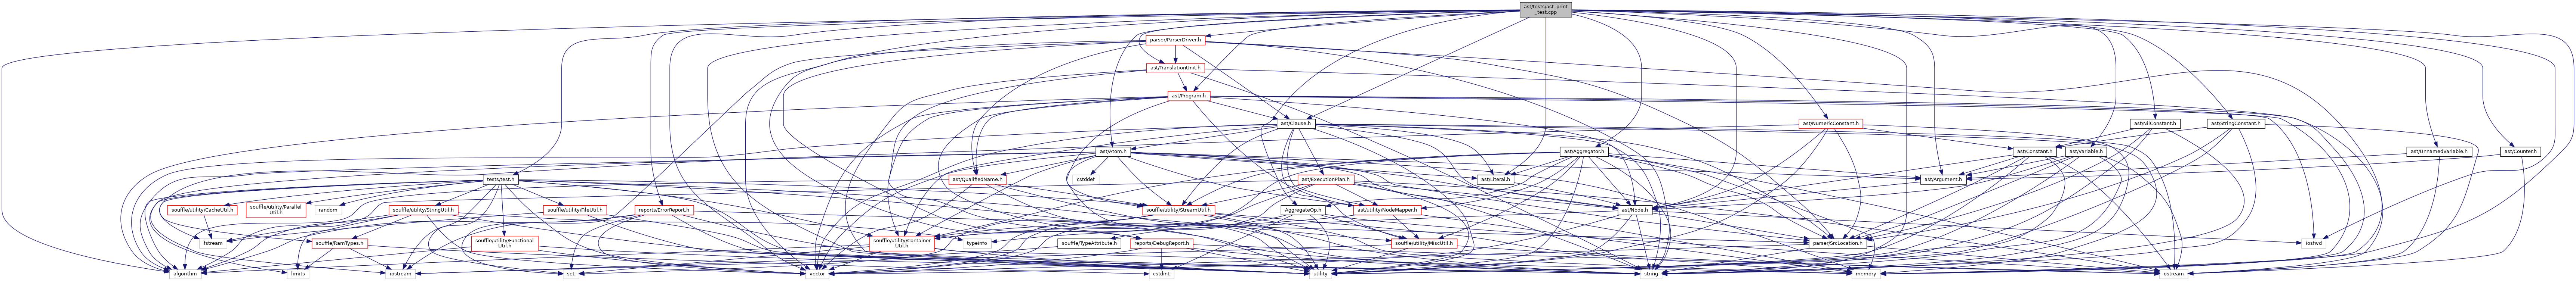 ast/tests/ast_print
_test.cpp
parser/ParserDriver.h
ast/TranslationUnit.h
ast/Program.h
ast/Clause.h
ast/NumericConstant.h
ast/NilConstant.h
ast/StringConstant.h
ast/Atom.h
ast/Aggregator.h
ast/Constant.h
ast/Variable.h
ast/UnnamedVariable.h
ast/Counter.h
tests/test.h
ast/QualifiedName.h
cstddef
ast/ExecutionPlan.h
ast/Literal.h
ast/Argument.h
souffle/utility/CacheUtil.h
souffle/utility/Parallel
Util.h
random
souffle/utility/StringUtil.h
souffle/utility/FileUtil.h
reports/ErrorReport.h
souffle/utility/StreamUtil.h
AggregateOp.h
ast/utility/NodeMapper.h
ast/Node.h
fstream
souffle/RamTypes.h
souffle/utility/Functional
Util.h
souffle/utility/Container
Util.h
typeinfo
souffle/TypeAttribute.h
reports/DebugReport.h
souffle/utility/MiscUtil.h
parser/SrcLocation.h
iosfwd
algorithm
limits
iostream
set
vector
cstdint
utility
string
memory
ostream